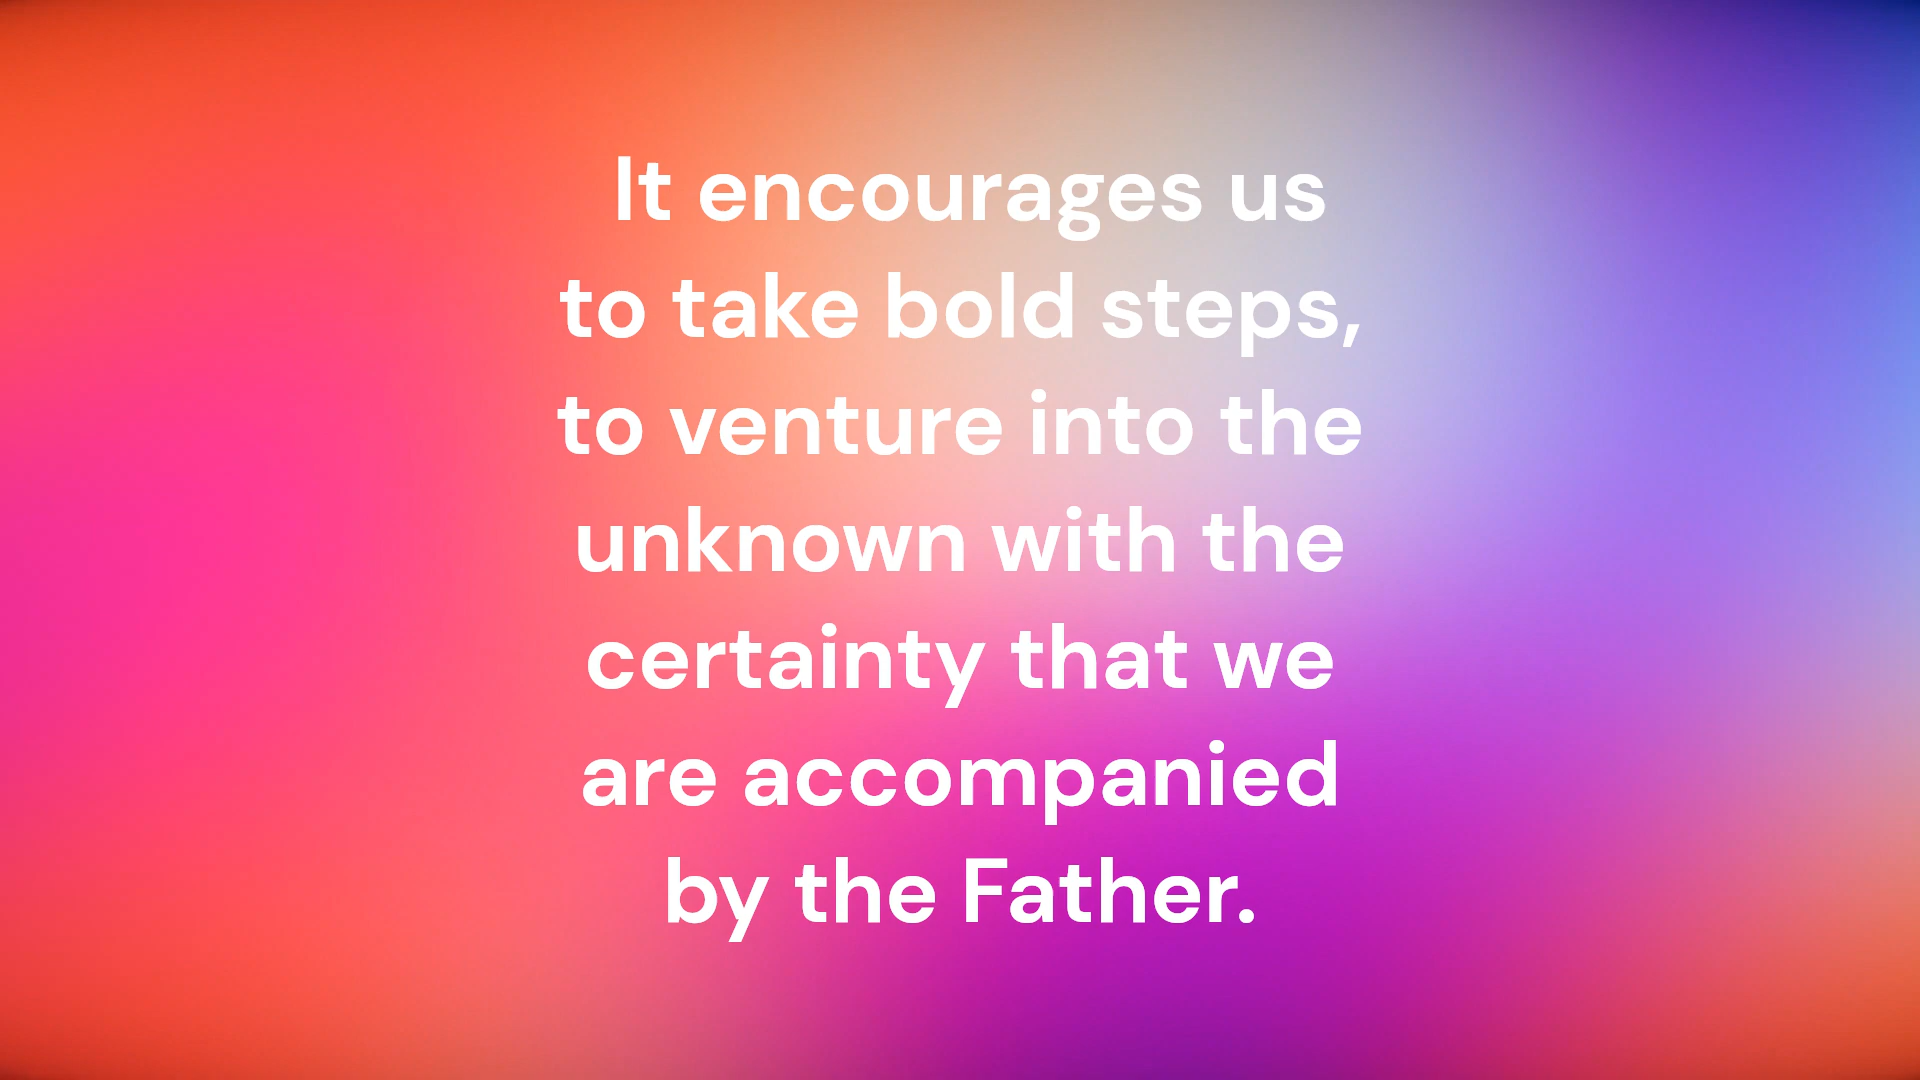 It encourages us
to take bold steps,
to venture into the
unknown with the
certainty that we
are accompanied
by the Father.